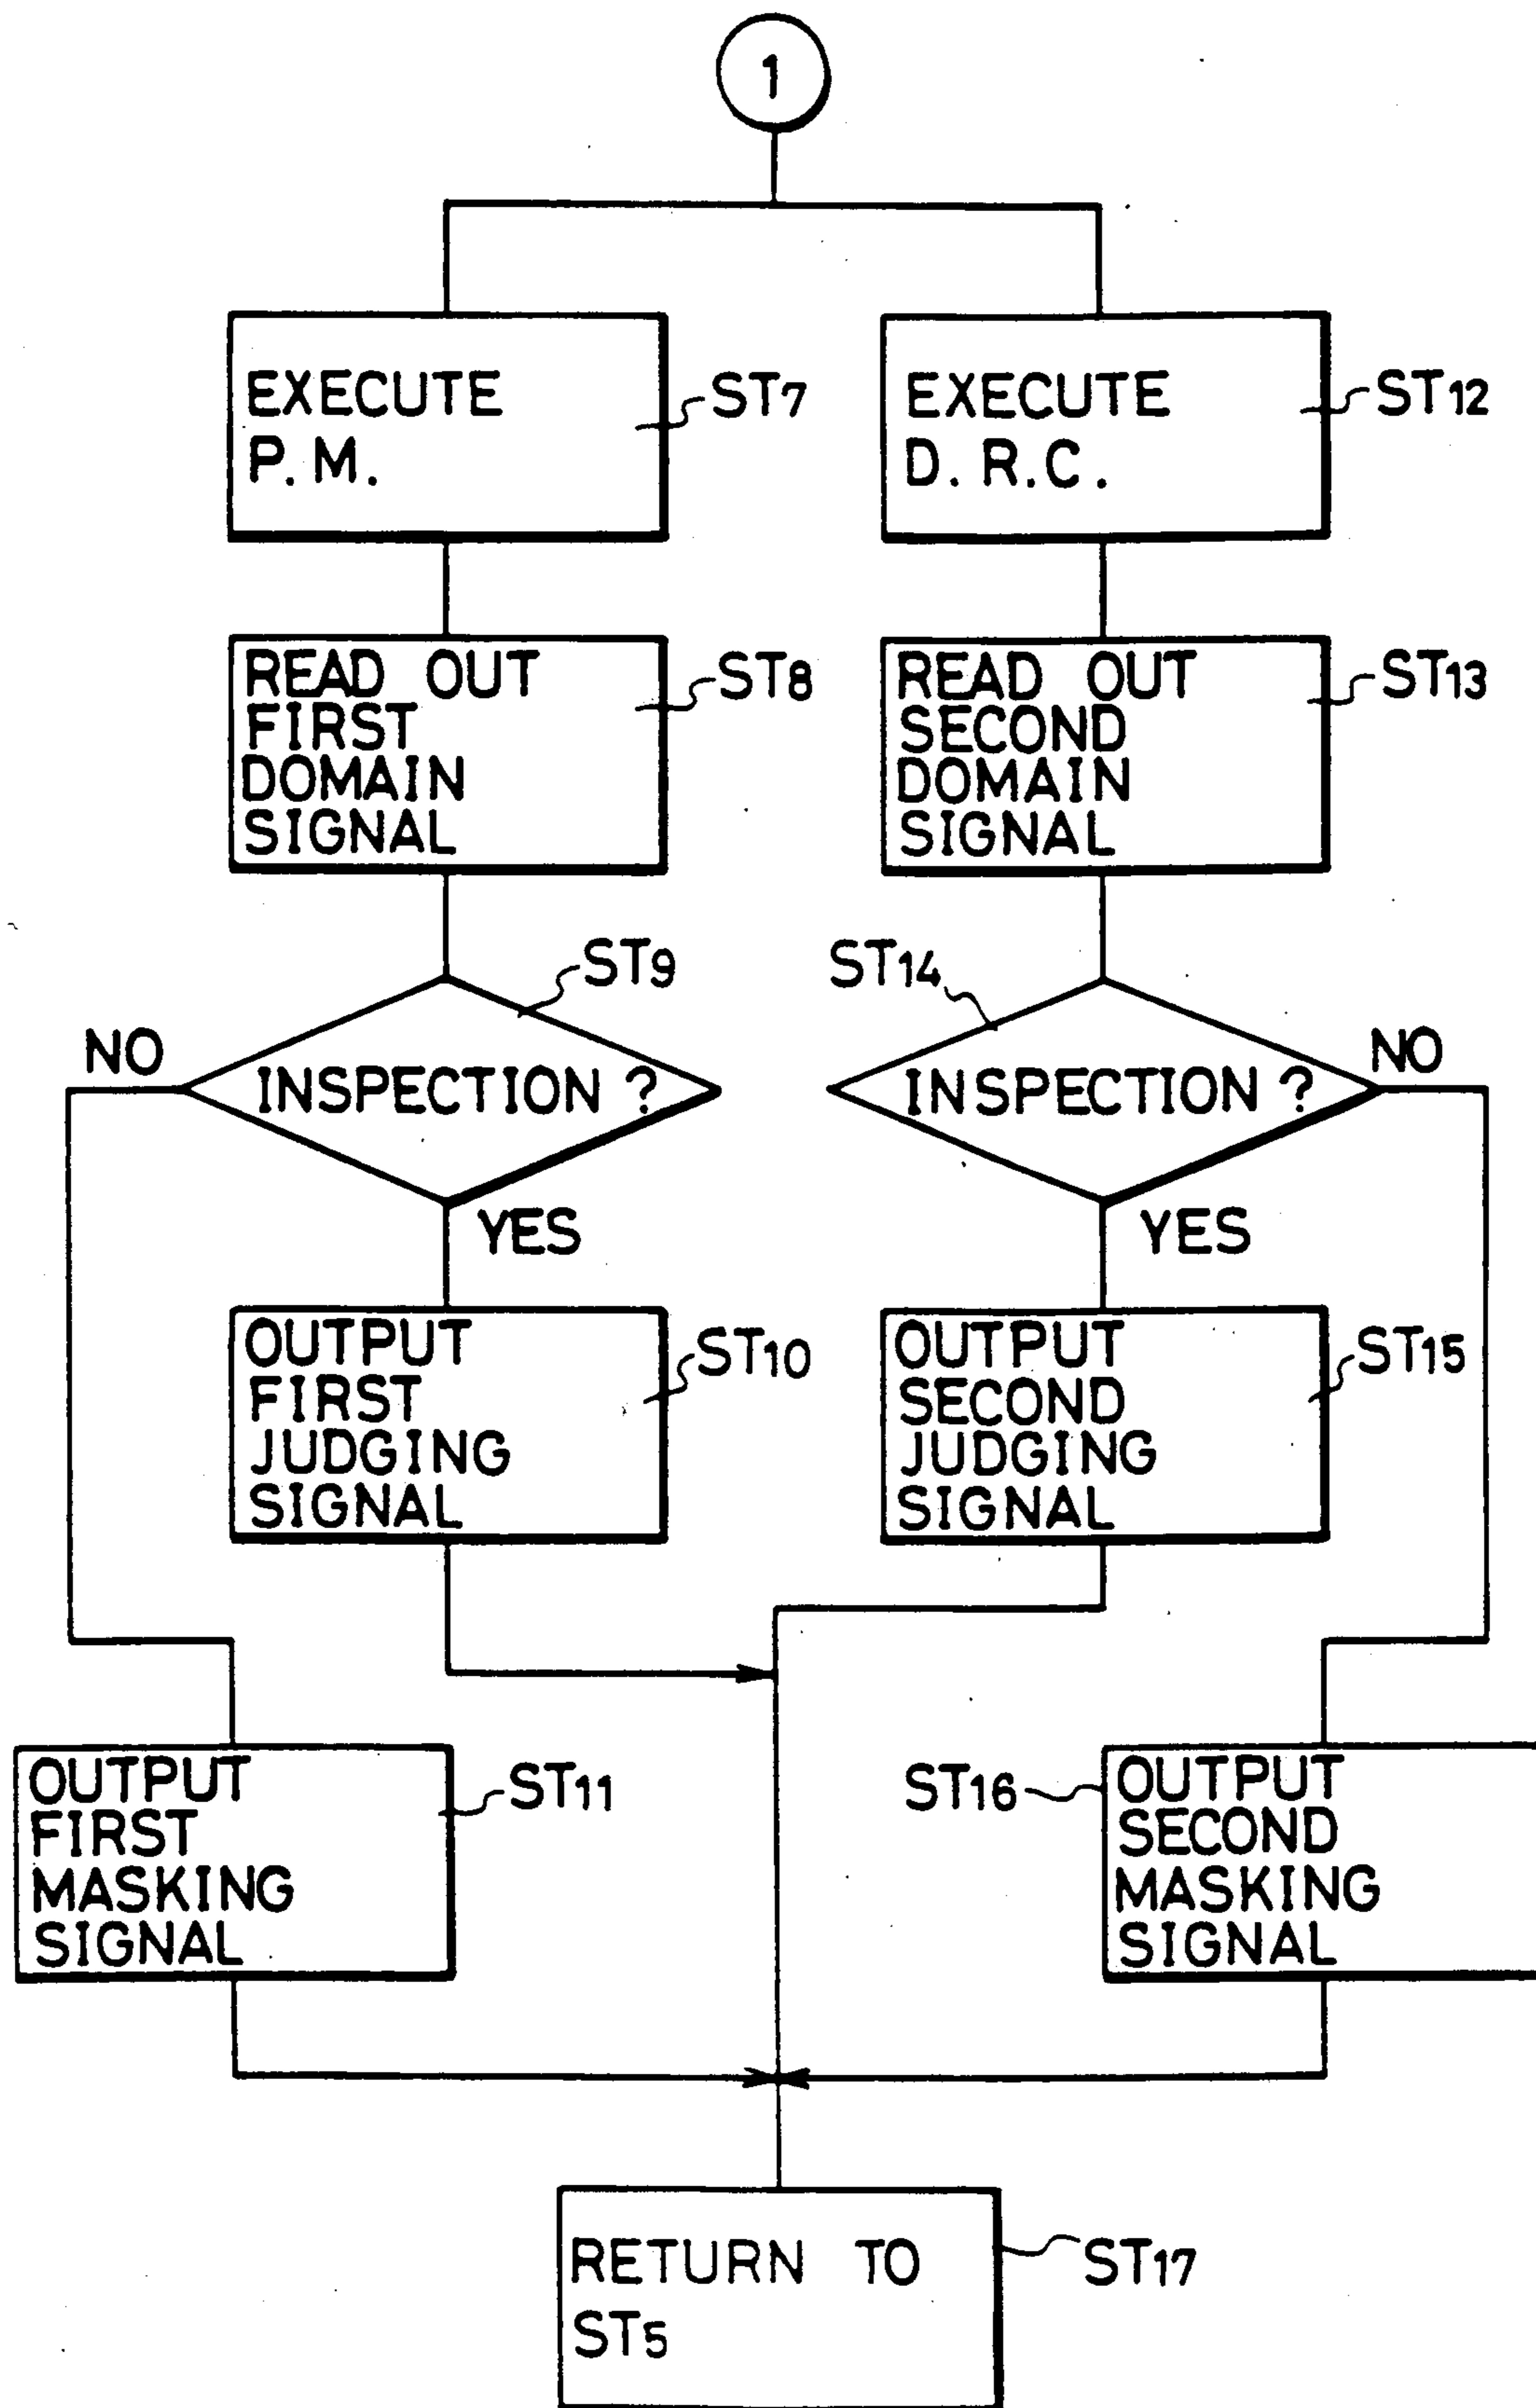 1
EXECUTE
P.M.
ST7
EXECUTE
D.R.C.
ST12
READ OUT
FIRST
DOMAIN
SIGNAL
ST8
READ OUT
SECOND
DOMAIN
SIGNAL
ST13
ST9
NO
INSPECTION ?
YES
ST14
NO
INSPECTION ?
YES
OUTPUT
FIRST
JUDGING
SIGNAL
ST10
OUTPUT
SECOND
JUDGING
SIGNAL
ST15
OUTPUT
FIRST
MASKING
SIGNAL
ST11
ST16
OUTPUT
SECOND
MASKING
SIGNAL
RETURN TO
ST5
ST17